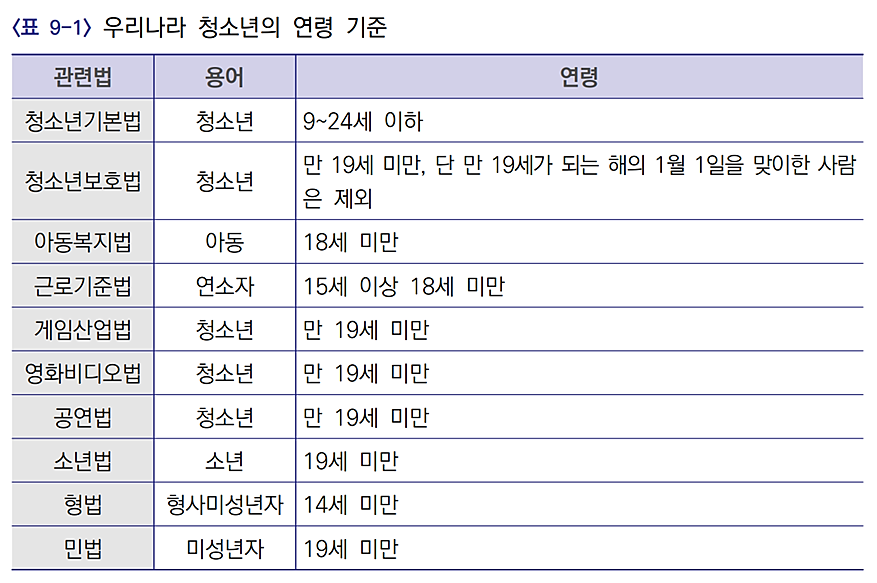 〈표 9-1〉 우리나라 청소년의 연령 기준
관련법 용어 연령
청소년기본법 청소년 9~24세 이하
청소년보호법 청소년 만 19세 미만, 단 만 19세가 되는 해의 1월 1일을 맞이한 사람
은 제외
아동복지법 아동 18세 미만
근로기준법 연소자 15세 이상 18세 미만
게임산업법 청소년 만 19세 미만
영화비디오법 청소년 만 19세 미만
공연법 청소년 만 19세 미만
소년법 소년 19세 미만
형법 형사미성년자 14세 미만
민법 미성년자 19세 미만